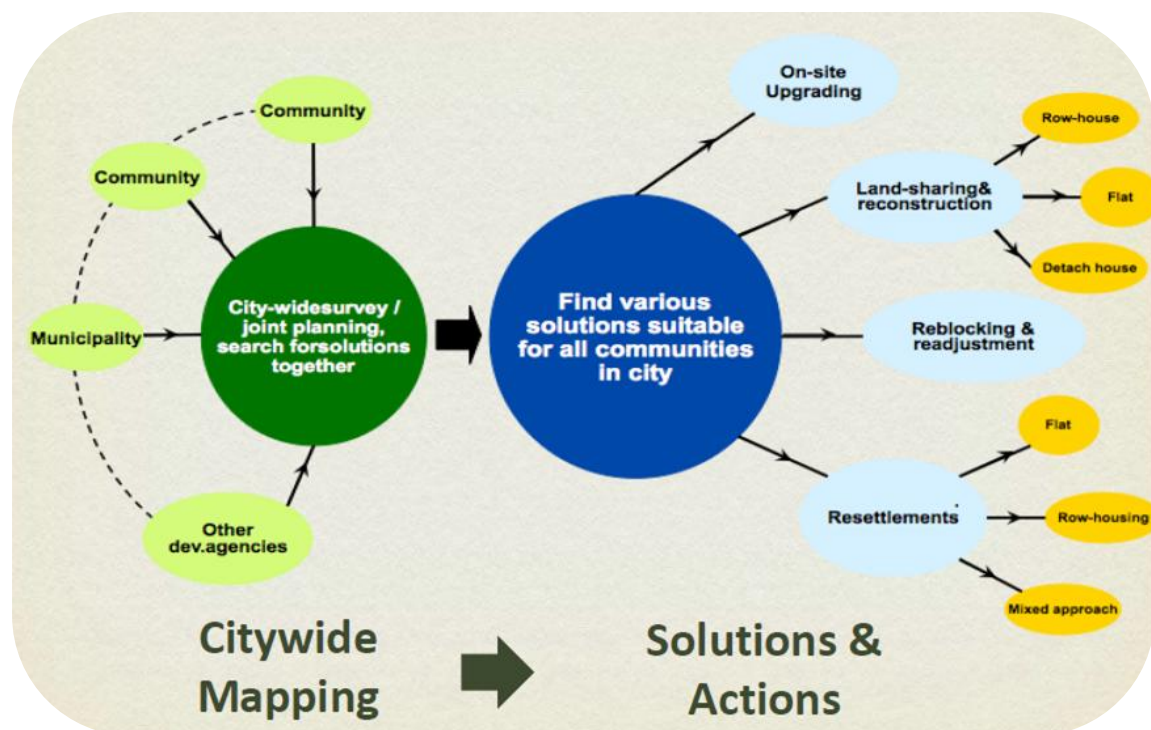 Community
Community
Municipality
Other
dev.agencies
City-widesurvey /
joint planning,
search forsolutions
together
Find various
solutions suitable
for all communities
in city
On-site
Upgrading
Land-sharing&
reconstruction
Row-house
Flat
Detach house
Reblocking &
readjustment
Resettlements
Flat
Row-housing
Mixed approach
Citywide
Mapping
Solutions &
Actions